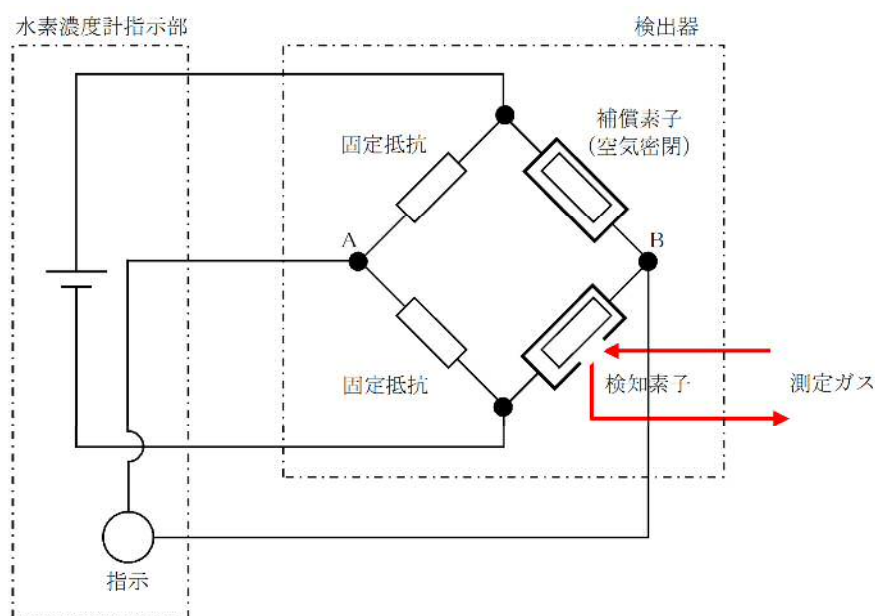 水素濃度計指示部
検出器
補償素子
(空気密閉)
固定抵抗
A
B
固定抵抗
検知素子
測定ガス
指示